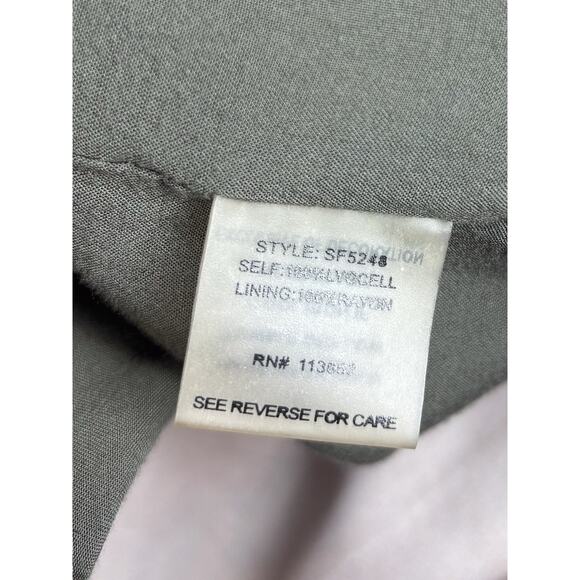 STYLE: SF5248
SELF:100%LYOCELL
LINING:100%RAYON
RN# 113652
SEE REVERSE FOR CARE